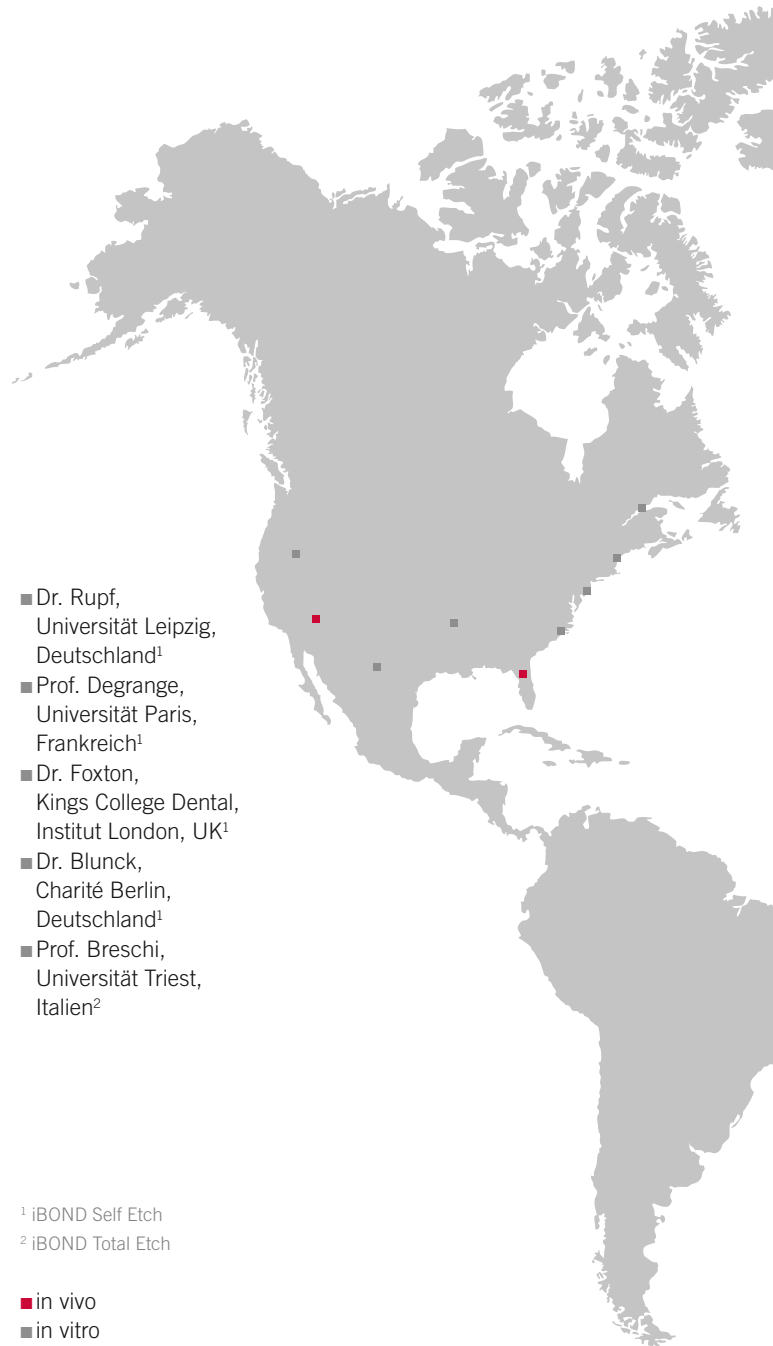 Dr. Rupf,
Universität Leipzig,
Deutschland¹
Prof. Degrange,
Universität Paris,
Frankreich¹
Dr. Foxton,
Kings College Dental,
Institut London, UK¹
Dr. Blunck,
Charité Berlin,
Deutschland¹
Prof. Breschi,
Universität Triest,
Italien²
¹ iBOND Self Etch
² iBOND Total Etch
in vivo
in vitro